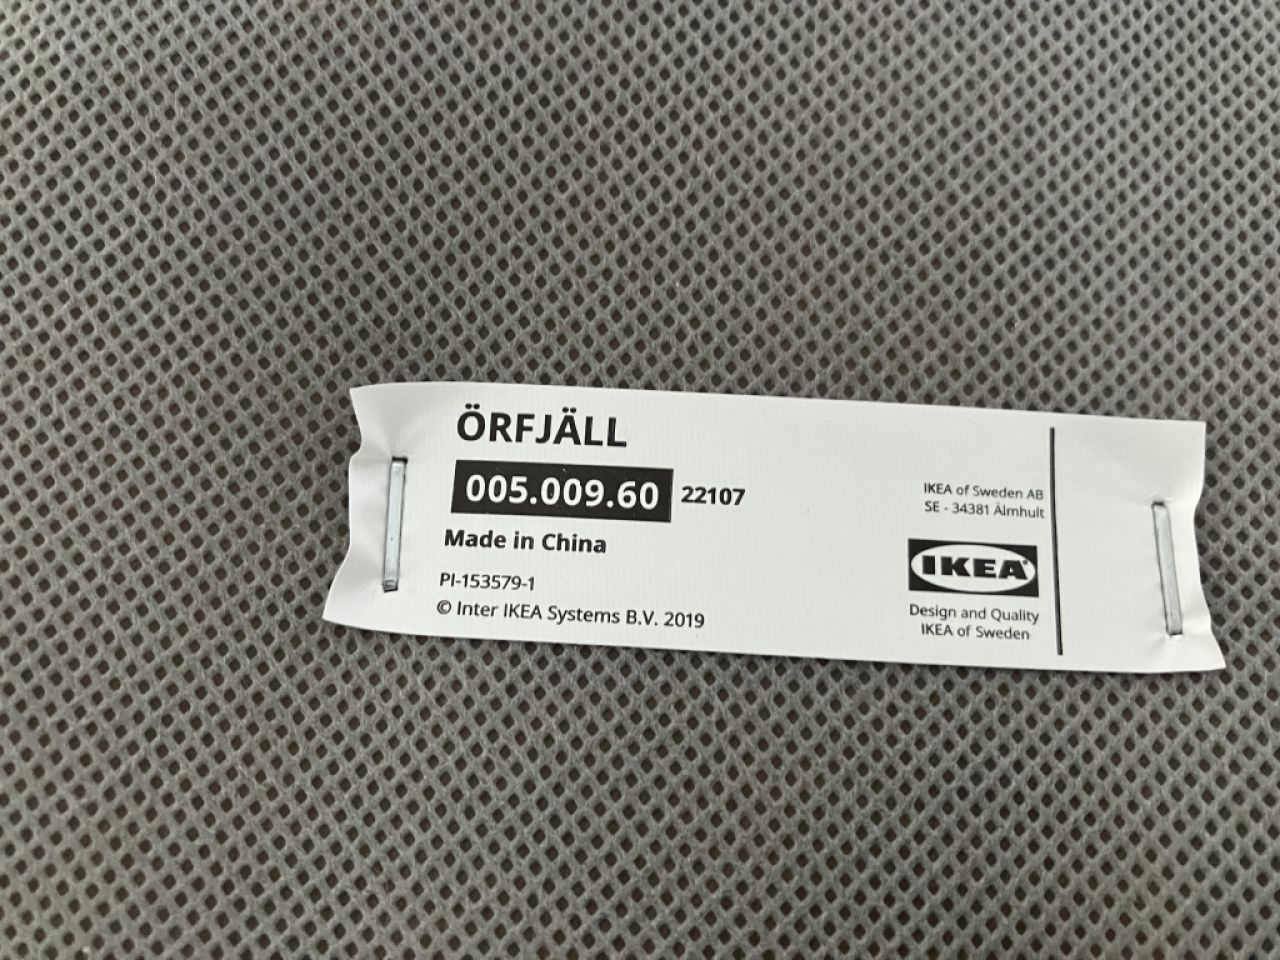 ÖRFJÄLL
005.009.60 22107
Made in China
PI-153579-1
© Inter IKEA Systems B.V. 2019
IKEA of Sweden AB
SE - 34381 Älmhult
IKEA®
Design and Quality
IKEA of Sweden